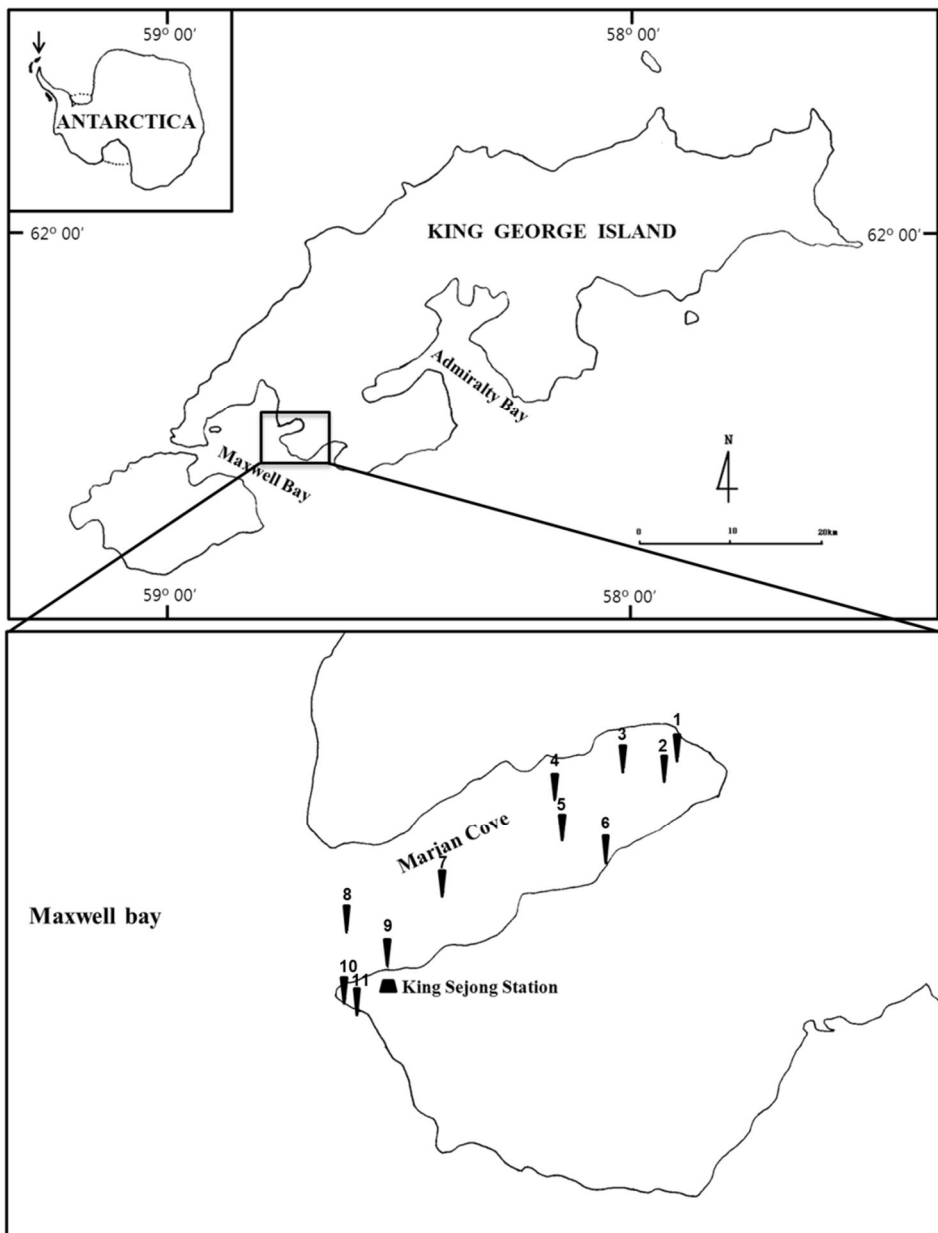 59° 00′
58° 00′
ANTARCTICA
62° 00′
KING GEORGE ISLAND
62° 00′
Admiralty Bay
Maxwell Bay
N
0
10
20km
59° 00′
58° 00′
1
2
3
4
5
6
Marian Cove
7
8
Maxwell bay
9
10
11
King Sejong Station